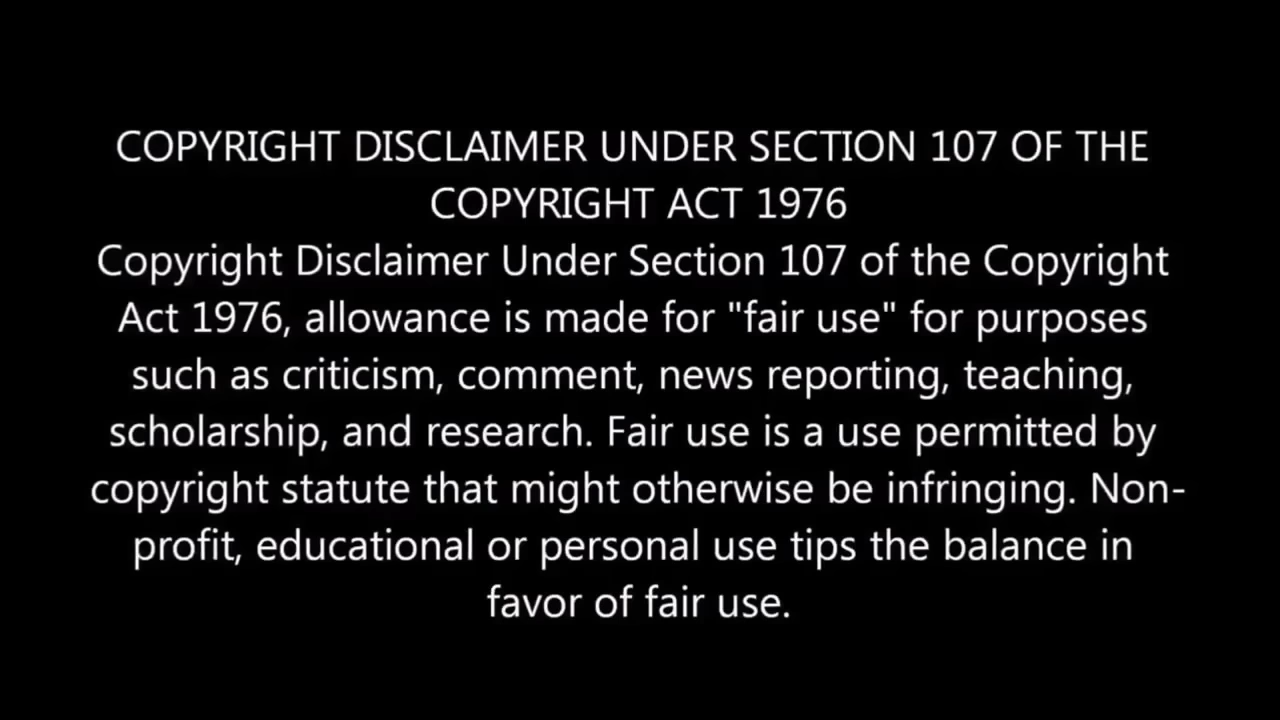 COPYRIGHT DISCLAIMER UNDER SECTION 107 OF THE
COPYRIGHT ACT 1976
Copyright Disclaimer Under Section 107 of the Copyright
Act 1976, allowance is made for "fair use" for purposes
such as criticism, comment, news reporting, teaching,
scholarship, and research. Fair use is a use permitted by
copyright statute that might otherwise be infringing. Non-
profit, educational or personal use tips the balance in
favor of fair use.